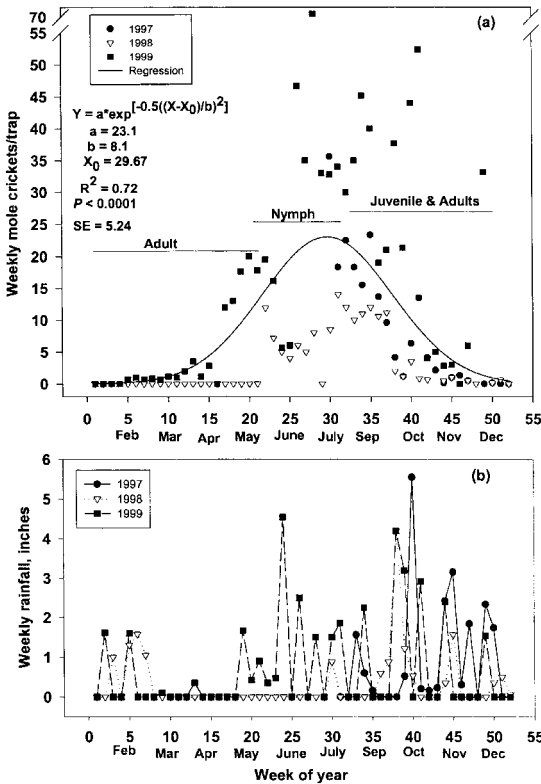 70
55
50
45
40
35
30
25
20
15
10
5
0
Weekly mole crickets/trap
(a)
1997
1998
1999
Regression
Y = a*exp[-0.5((X-X0)/b)2]
a = 23.1
b = 8.1
X0 = 29.67
R2 = 0.72
P < 0.0001
SE = 5.24
Adult
Nymph
Juvenile & Adults
0 5 10 15 20 25 30 35 40 45 50 55
Feb Mar Apr May June July Sep Oct Nov Dec
(b)
1997
1998
1999
6
5
4
3
2
1
0
Weekly rainfall, inches
0 5 10 15 20 25 30 35 40 45 50 55
Feb Mar Apr May June July Sep Oct Nov Dec
Week of year